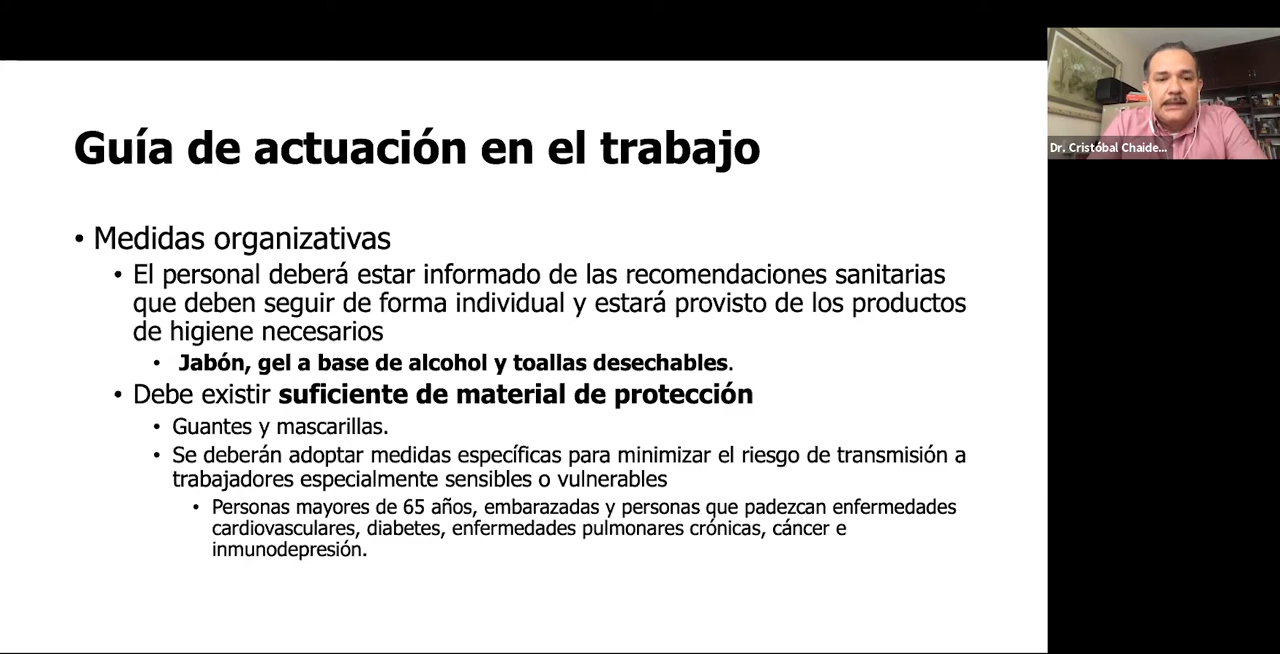 Guía de actuación en el trabajo
• Medidas organizativas
• El personal deberá estar informado de las recomendaciones sanitarias
que deben seguir de forma individual y estará provisto de los productos
de higiene necesarios
• Jabón, gel a base de alcohol y toallas desechables.
• Debe existir suficiente de material de protección
• Guantes y mascarillas.
• Se deberán adoptar medidas específicas para minimizar el riesgo de transmisión a
trabajadores especialmente sensibles o vulnerables
• Personas mayores de 65 años, embarazadas y personas que padezcan enfermedades
cardiovasculares, diabetes, enfermedades pulmonares crónicas, cáncer e
inmunodepresión.
Dr. Cristóbal Chaide...